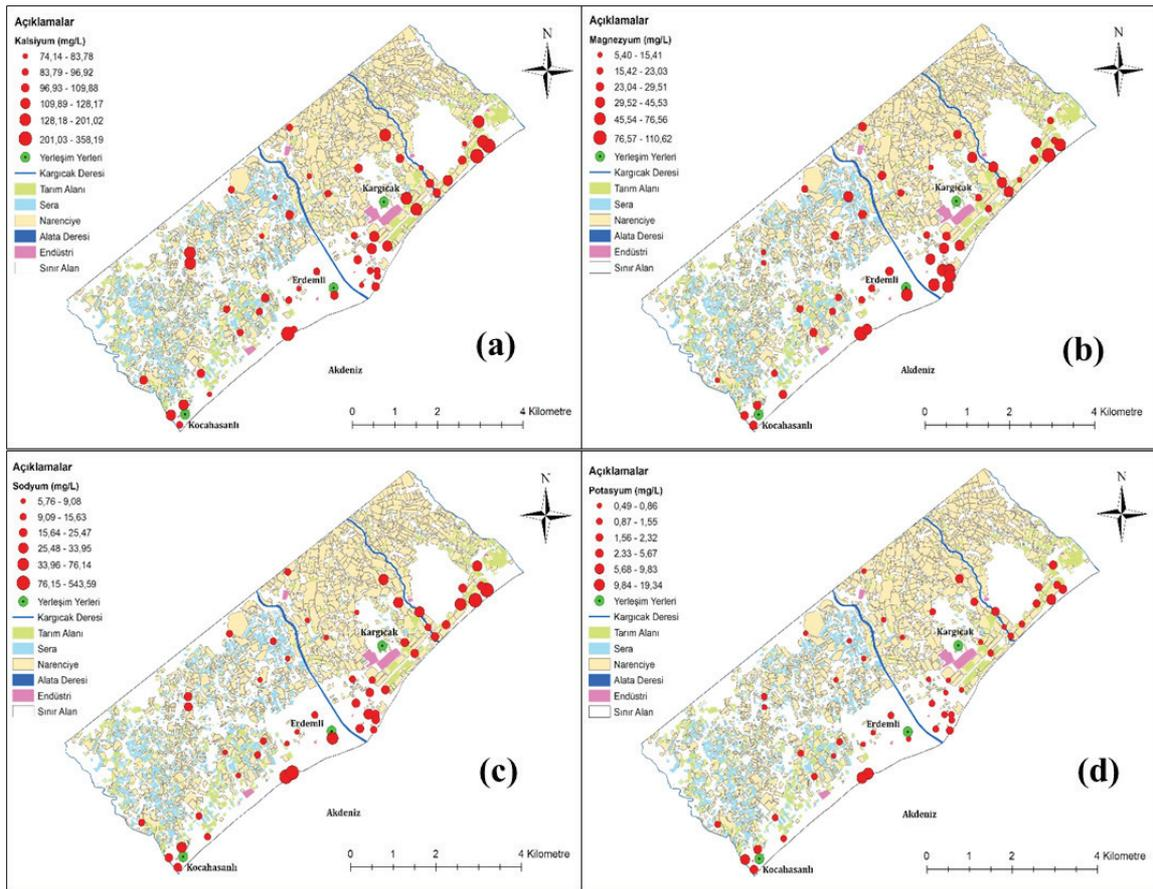 Açıklamalar
Kalsiyum (mg/L)
74,14 - 83,78
83,79 - 96,92
96,93 - 109,88
109,89 - 128,17
128,18 - 201,02
201,03 - 358,19
Yerleşim Yerleri
Kargıcak Deresi
Tarım Alanı
Sera
Narenciye
Alata Deresi
Endüstri
Sınır Alan
N
Kargıcak
Erdemli
(a)
Akdeniz
Kocahasanlı
0 1 2 4 Kilometre
Açıklamalar
Magnezyum (mg/L)
5,40 - 15,41
15,42 - 23,03
23,04 - 29,51
29,52 - 45,53
45,54 - 76,56
76,57 - 110,62
Yerleşim Yerleri
Kargıcak Deresi
Tarım Alanı
Sera
Narenciye
Alata Deresi
Endüstri
Sınır Alan
N
Kargıcak
Erdemli
(b)
Akdeniz
Kocahasanlı
0 1 2 4 Kilometre
Açıklamalar
Sodyum (mg/L)
5,76 - 9,08
9,09 - 15,63
15,64 - 25,47
25,48 - 33,95
33,96 - 76,14
76,15 - 543,59
Yerleşim Yerleri
Kargıcak Deresi
Tarım Alanı
Sera
Narenciye
Alata Deresi
Endüstri
Sınır Alan
N
Kargıcak
Erdemli
(c)
Akdeniz
Kocahasanlı
0 1 2 4 Kilometre
Açıklamalar
Potasyum (mg/L)
0,49 - 0,86
0,87 - 1,55
1,56 - 2,32
2,33 - 5,67
5,68 - 9,83
9,84 - 19,34
Yerleşim Yerleri
Kargıcak Deresi
Tarım Alanı
Sera
Narenciye
Alata Deresi
Endüstri
Sınır Alan
N
Kargıcak
Erdemli
(d)
Akdeniz
Kocahasanlı
0 1 2 4 Kilometre